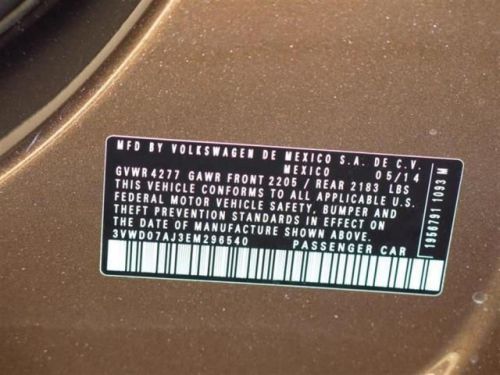 MFD BY VOLKSWAGEN DE MEXICO S.A. DE C.V.
MEXICO 05/14
GVWR 4277 GAWR FRONT 2205 / REAR 2183 LBS
THIS VEHICLE CONFORMS TO ALL APPLICABLE U.S.
FEDERAL MOTOR VEHICLE SAFETY, BUMPER AND
THEFT PREVENTION STANDARDS IN EFFECT ON
THE DATE OF MANUFACTURE SHOWN ABOVE.
3VWD07AJ3EM296540 PASSENGER CAR
1956791 1093 M